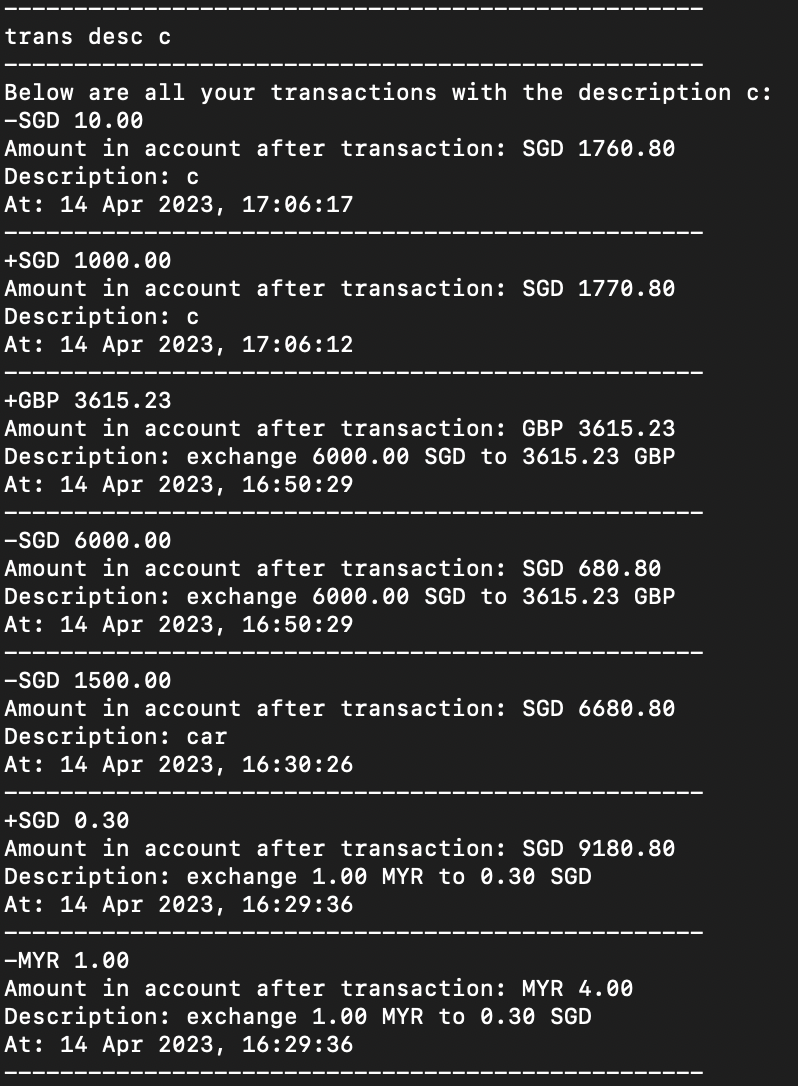 --------------------------------------------------
trans desc c
--------------------------------------------------
Below are all your transactions with the description c:
-SGD 10.00
Amount in account after transaction: SGD 1760.80
Description: c
At: 14 Apr 2023, 17:06:17
--------------------------------------------------
+SGD 1000.00
Amount in account after transaction: SGD 1770.80
Description: c
At: 14 Apr 2023, 17:06:12
--------------------------------------------------
+GBP 3615.23
Amount in account after transaction: GBP 3615.23
Description: exchange 6000.00 SGD to 3615.23 GBP
At: 14 Apr 2023, 16:50:29
--------------------------------------------------
-SGD 6000.00
Amount in account after transaction: SGD 680.80
Description: exchange 6000.00 SGD to 3615.23 GBP
At: 14 Apr 2023, 16:50:29
--------------------------------------------------
-SGD 1500.00
Amount in account after transaction: SGD 6680.80
Description: car
At: 14 Apr 2023, 16:30:26
--------------------------------------------------
+SGD 0.30
Amount in account after transaction: SGD 9180.80
Description: exchange 1.00 MYR to 0.30 SGD
At: 14 Apr 2023, 16:29:36
--------------------------------------------------
-MYR 1.00
Amount in account after transaction: MYR 4.00
Description: exchange 1.00 MYR to 0.30 SGD
At: 14 Apr 2023, 16:29:36
--------------------------------------------------